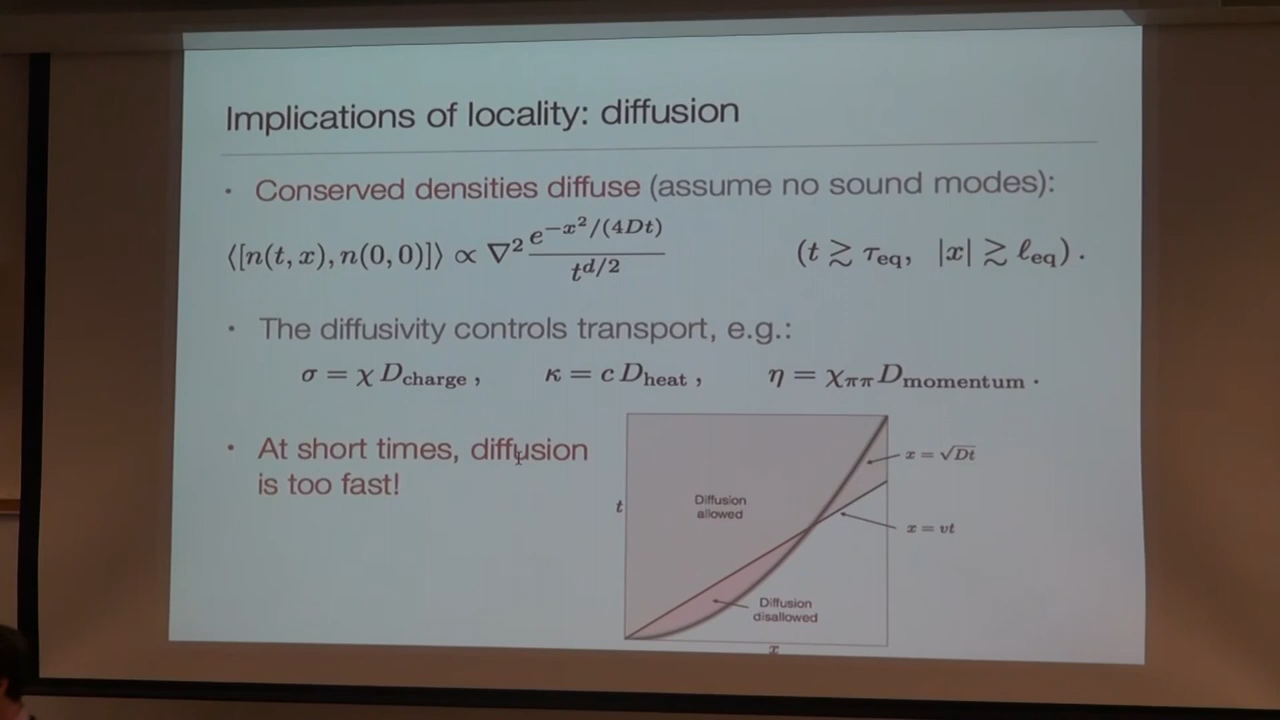 Implications of locality: diffusion
• Conserved densities diffuse (assume no sound modes):
⟨[n(t, x), n(0, 0)]⟩ ∝ ∇² e^{−x²/(4Dt)} / t^{d/2} (t ≳ τ_eq, |x| ≳ ℓ_eq) .
• The diffusivity controls transport, e.g.:
σ = χ D_charge , κ = c D_heat , η = χ_ππ D_momentum .
• At short times, diffusion
is too fast!
x = √Dt
Diffusion
allowed
t
x = vt
Diffusion
disallowed
x